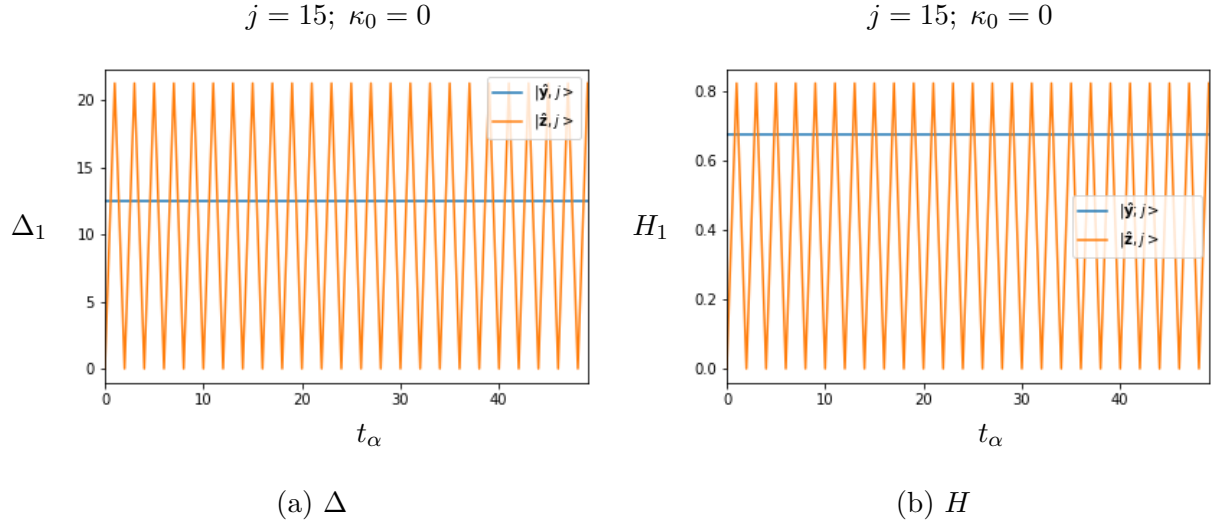 j = 15; κ₀ = 0
20
15
10
5
0
Δ₁
|ŷ, j >
|ẑ, j >
0 10 20 30 40
t_α
(a) Δ
j = 15; κ₀ = 0
0.8
0.6
0.4
0.2
0.0
H₁
|ŷ; j >
|ẑ, j >
0 10 20 30 40
t_α
(b) H